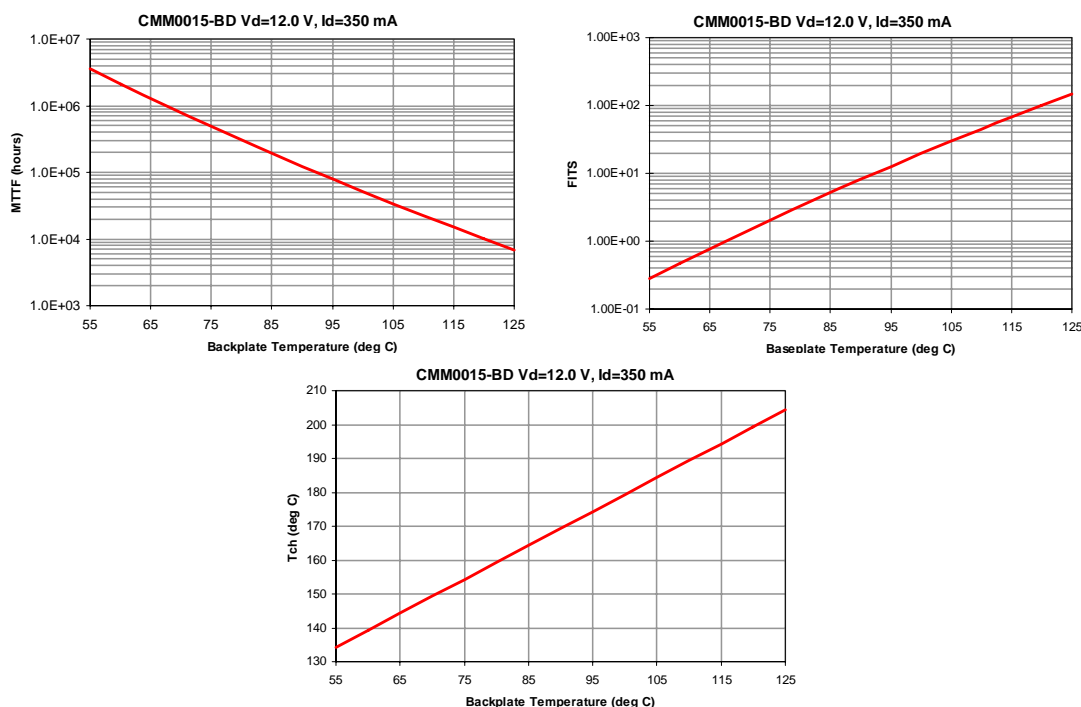 CMM0015-BD Vd=12.0 V, Id=350 mA
1.0E+07
1.0E+06
1.0E+05
1.0E+04
1.0E+03
MTTF (hours)
55 65 75 85 95 105 115 125
Backplate Temperature (deg C)
CMM0015-BD Vd=12.0 V, Id=350 mA
1.00E+03
1.00E+02
1.00E+01
1.00E+00
1.00E-01
FITS
55 65 75 85 95 105 115 125
Baseplate Temperature (deg C)
CMM0015-BD Vd=12.0 V, Id=350 mA
210
200
190
180
170
160
150
140
130
Tch (deg C)
55 65 75 85 95 105 115 125
Backplate Temperature (deg C)